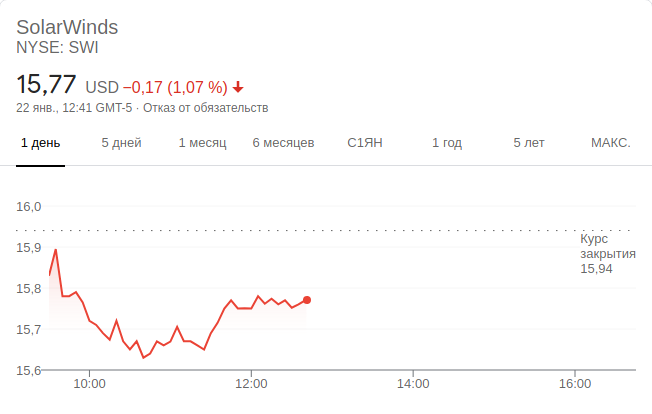 SolarWinds
NYSE: SWI
15,77 USD −0,17 (1,07 %)
22 янв., 12:41 GMT-5 · Отказ от обязательств
1 день 5 дней 1 месяц 6 месяцев С1ЯН 1 год 5 лет МАКС.
16,0
Курс
закрытия
15,94
15,9
15,8
15,7
15,6
10:00 12:00 14:00 16:00